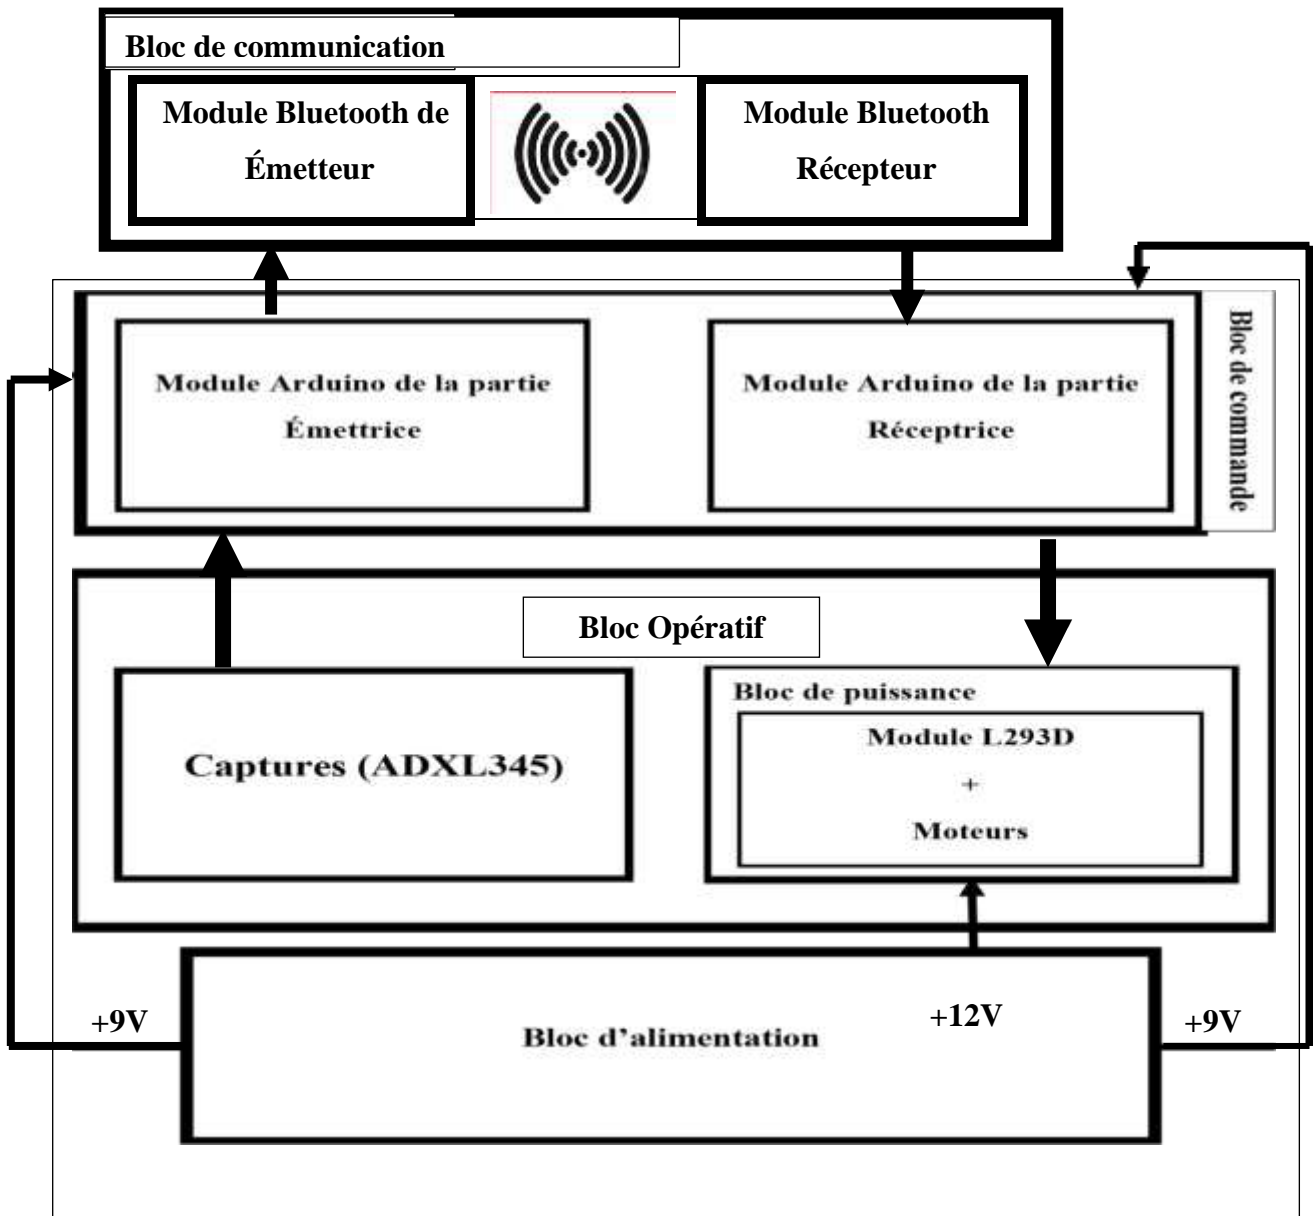 Bloc de communication
Module Bluetooth de
Émetteur
Module Bluetooth
Récepteur
Module Arduino de la partie
Émettrice
Module Arduino de la partie
Réceptrice
Bloc de commande
Bloc Opératif
Captures (ADXL345)
Bloc de puissance
Module L293D
+
Moteurs
+9V
Bloc d’alimentation
+12V
+9V